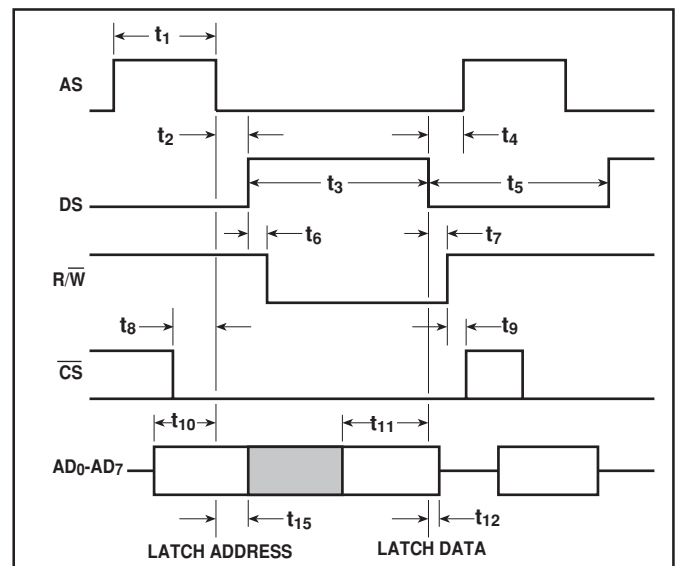 t1
AS
t2
t4
t3
t5
DS
t6
t7
R/W̅
t8
t9
C̅S̅
t10
t11
AD0-AD7
t15
t12
LATCH ADDRESS
LATCH DATA